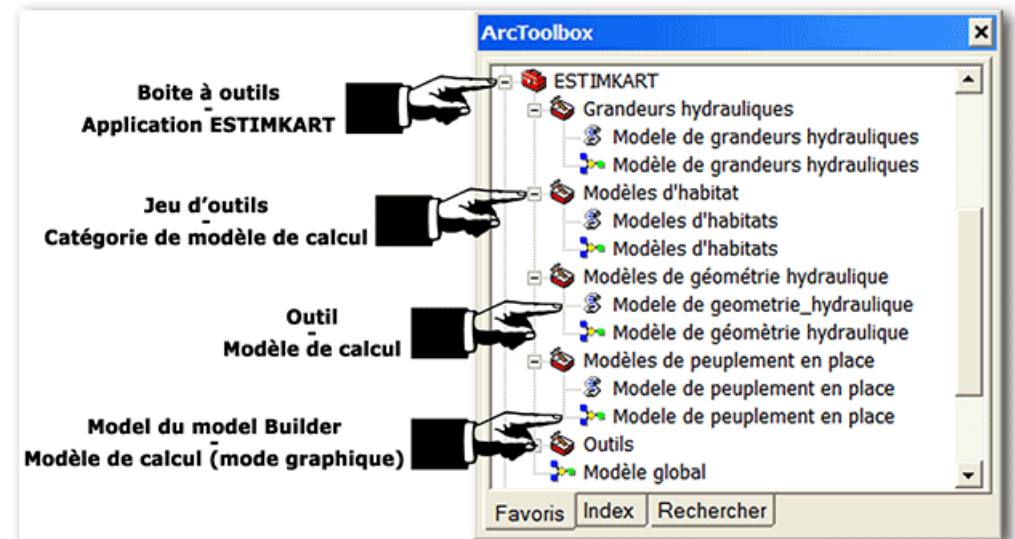 ArcToolbox
Boite à outils
-
Application ESTIMKART
Jeu d'outils
-
Catégorie de modèle de calcul
Outil
-
Modèle de calcul
Model du model Builder
-
Modèle de calcul (mode graphique)
ESTIMKART
Grandeurs hydrauliques
Modele de grandeurs hydrauliques
Modèle de grandeurs hydrauliques
Modèles d'habitat
Modeles d'habitats
Modèles d'habitats
Modèles de géométrie hydraulique
Modele de geometrie_hydraulique
Modèle de géomètrie hydraulique
Modèles de peuplement en place
Modele de peuplement en place
Modele de peuplement en place
Outils
Modèle global
Favoris Index Rechercher